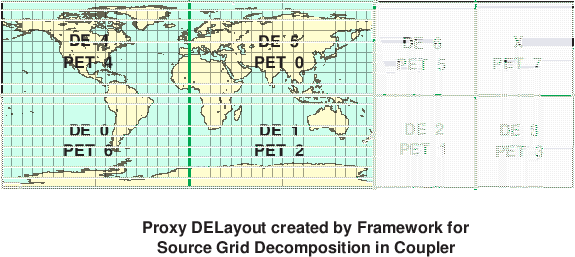 DE 4 DE 5 DE 6 X
PET 4 PET 0 PET 5 PET 7
DE 0 DE 1 DE 2 DE
PET 6 PET 2 PET 1 PET 3
Proxy DELayout created by Framework for
Source Grid Decomposition in Coupler